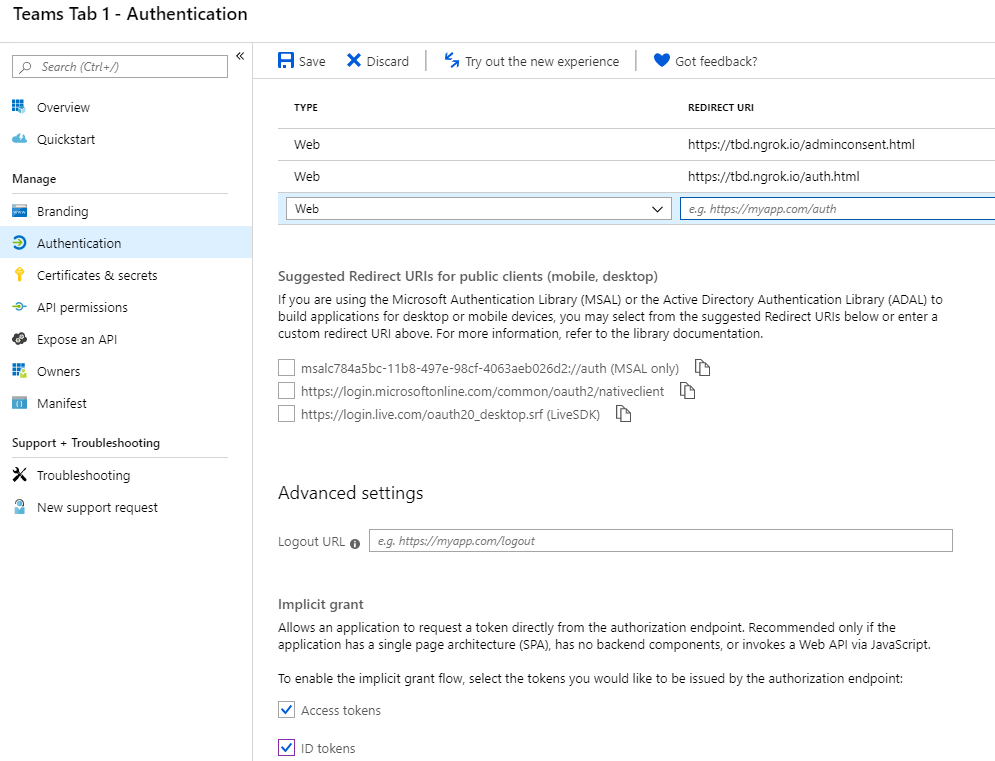 Teams Tab 1 - Authentication
Search (Ctrl+/)
«
Overview
Quickstart
Manage
Branding
Authentication
Certificates & secrets
API permissions
Expose an API
Owners
Manifest
Support + Troubleshooting
Troubleshooting
New support request
Save Discard Try out the new experience Got feedback?
TYPE REDIRECT URI
Web https://tbd.ngrok.io/adminconsent.html
Web https://tbd.ngrok.io/auth.html
Web e.g. https://myapp.com/auth
Suggested Redirect URIs for public clients (mobile, desktop)
If you are using the Microsoft Authentication Library (MSAL) or the Active Directory Authentication Library (ADAL) to
build applications for desktop or mobile devices, you may select from the suggested Redirect URIs below or enter a
custom redirect URI above. For more information, refer to the library documentation.
msalc784a5bc-11b8-497e-98cf-4063aeb026d2://auth (MSAL only)
https://login.microsoftonline.com/common/oauth2/nativeclient
https://login.live.com/oauth20_desktop.srf (LiveSDK)
Advanced settings
Logout URL e.g. https://myapp.com/logout
Implicit grant
Allows an application to request a token directly from the authorization endpoint. Recommended only if the
application has a single page architecture (SPA), has no backend components, or invokes a Web API via JavaScript.
To enable the implicit grant flow, select the tokens you would like to be issued by the authorization endpoint:
Access tokens
ID tokens